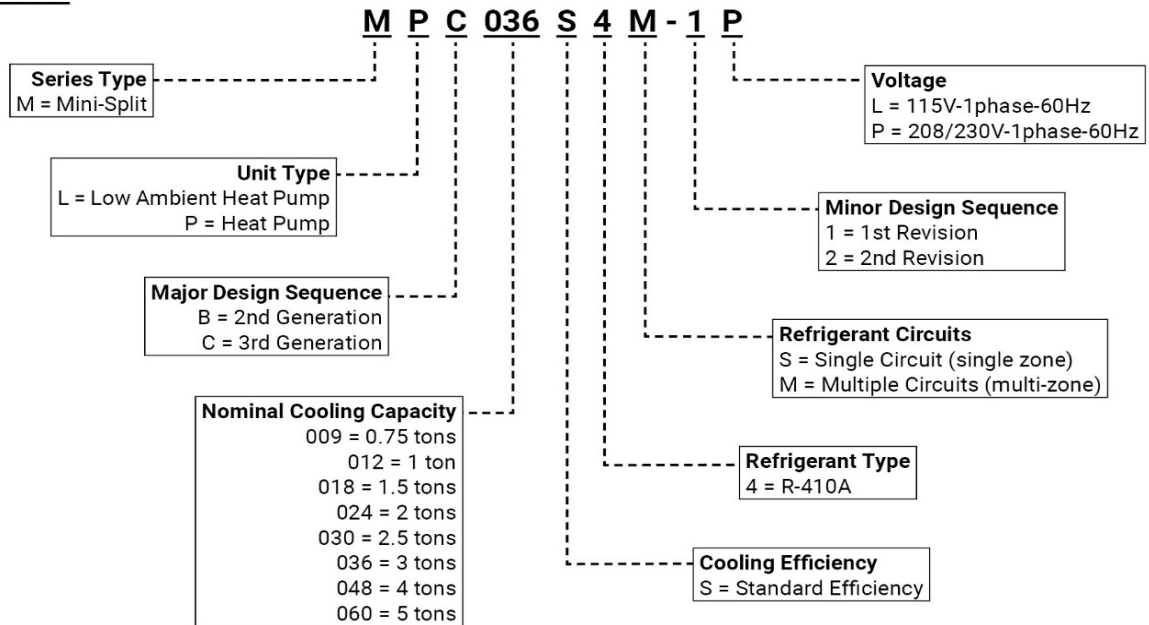 M P C 036 S 4 M - 1 P
Series Type
M = Mini-Split
Unit Type
L = Low Ambient Heat Pump
P = Heat Pump
Major Design Sequence
B = 2nd Generation
C = 3rd Generation
Nominal Cooling Capacity
009 = 0.75 tons
012 = 1 ton
018 = 1.5 tons
024 = 2 tons
030 = 2.5 tons
036 = 3 tons
048 = 4 tons
060 = 5 tons
Voltage
L = 115V-1phase-60Hz
P = 208/230V-1phase-60Hz
Minor Design Sequence
1 = 1st Revision
2 = 2nd Revision
Refrigerant Circuits
S = Single Circuit (single zone)
M = Multiple Circuits (multi-zone)
Refrigerant Type
4 = R-410A
Cooling Efficiency
S = Standard Efficiency